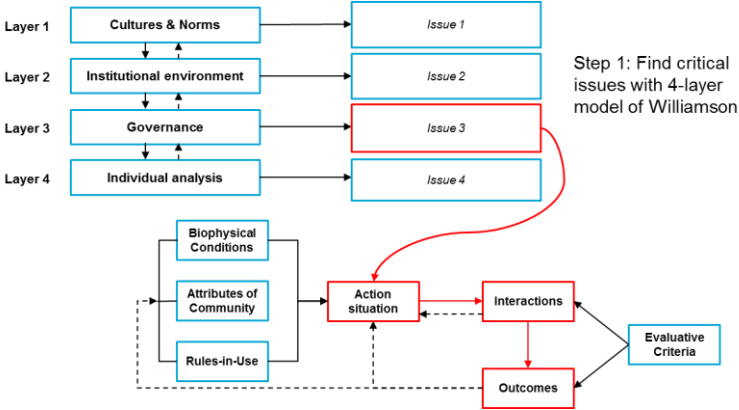 Layer 1
Cultures & Norms
Issue 1
Layer 2
Institutional environment
Issue 2
Layer 3
Governance
Issue 3
Layer 4
Individual analysis
Issue 4
Step 1: Find critical
issues with 4-layer
model of Williamson
Biophysical
Conditions
Attributes of
Community
Rules-in-Use
Action
situation
Interactions
Outcomes
Evaluative
Criteria